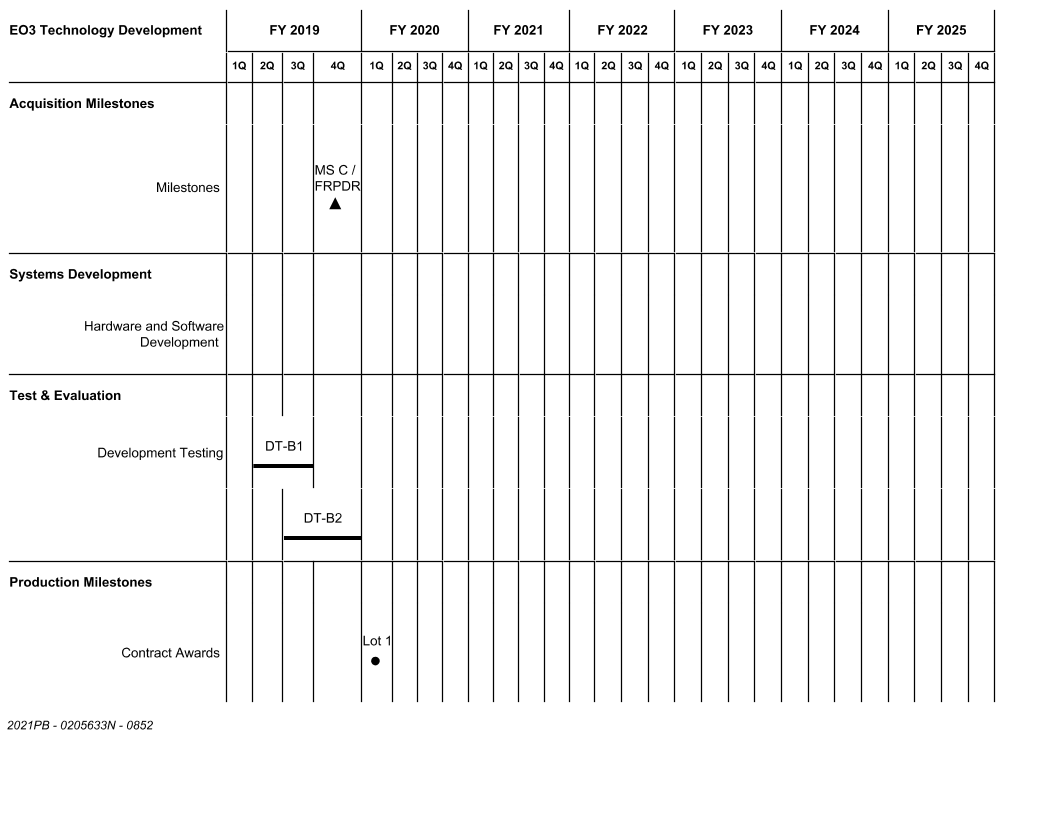 EO3 Technology Development FY 2019 FY 2020 FY 2021 FY 2022 FY 2023 FY 2024 FY 2025
1Q 2Q 3Q 4Q 1Q 2Q 3Q 4Q 1Q 2Q 3Q 4Q 1Q 2Q 3Q 4Q 1Q 2Q 3Q 4Q 1Q 2Q 3Q 4Q 1Q 2Q 3Q 4Q
Acquisition Milestones
MS C /
FRPDR
Milestones
Systems Development
Hardware and Software
Development
Test & Evaluation
DT-B1
Development Testing
DT-B2
Production Milestones
Lot 1
Contract Awards
2021PB - 0205633N - 0852